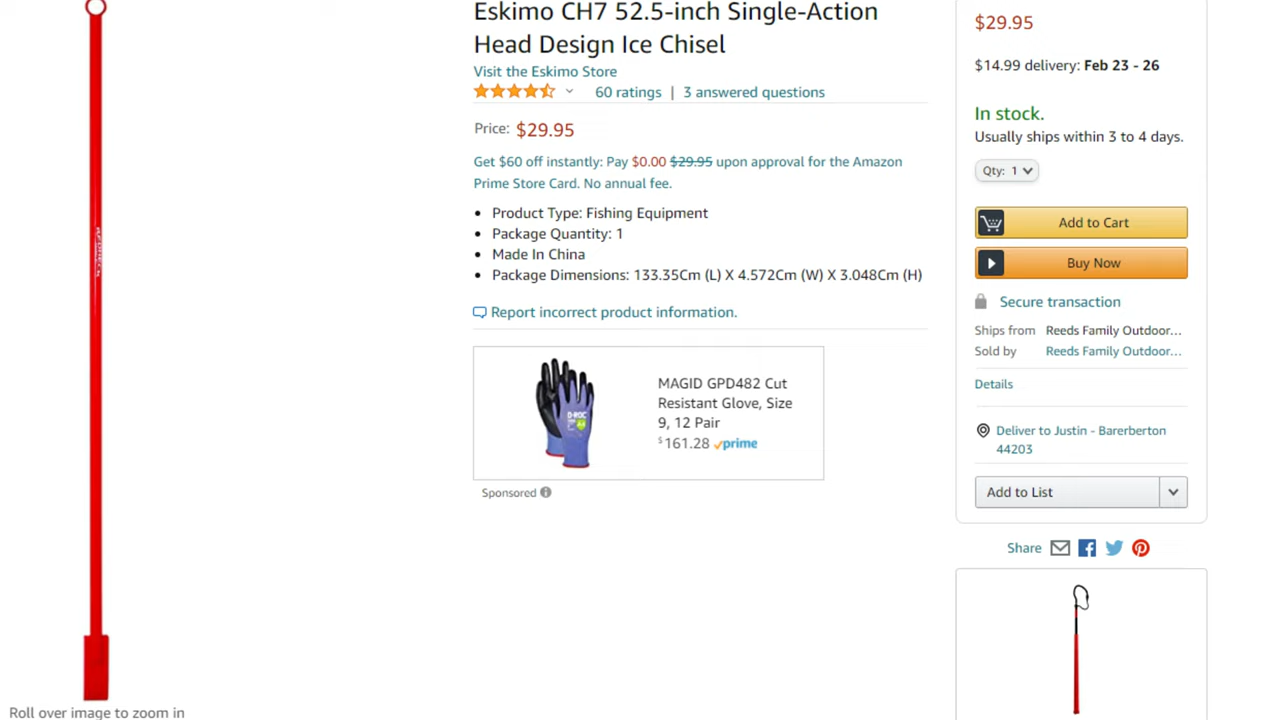 Eskimo CH7 52.5-inch Single-Action
Head Design Ice Chisel
Visit the Eskimo Store
60 ratings | 3 answered questions
Price: $29.95
Get $60 off instantly: Pay $0.00 $29.95 upon approval for the Amazon
Prime Store Card. No annual fee.
• Product Type: Fishing Equipment
• Package Quantity: 1
• Made In China
• Package Dimensions: 133.35Cm (L) X 4.572Cm (W) X 3.048Cm (H)
Report incorrect product information.
MAGID GPD482 Cut
Resistant Glove, Size
9, 12 Pair
$161.28 prime
D-ROC
Sponsored
Roll over image to zoom in
$29.95
$14.99 delivery: Feb 23 - 26
In stock.
Usually ships within 3 to 4 days.
Qty: 1
Add to Cart
Buy Now
Secure transaction
Ships from Reeds Family Outdoor...
Sold by Reeds Family Outdoor...
Details
Deliver to Justin - Barerberton
44203
Add to List
Share